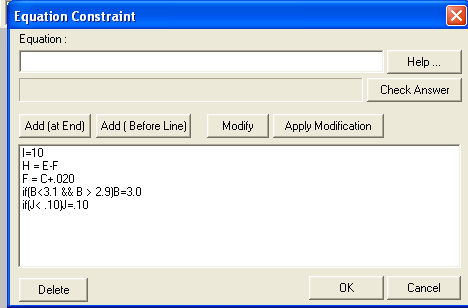 Equation Constraint
Equation :
Help ...
Check Answer
Add (at End)
Add ( Before Line)
Modify
Apply Modification
I=10
H = E-F
F = C+.020
if(B<3.1 && B > 2.9)B=3.0
if(J< .10)J=.10
Delete
OK
Cancel